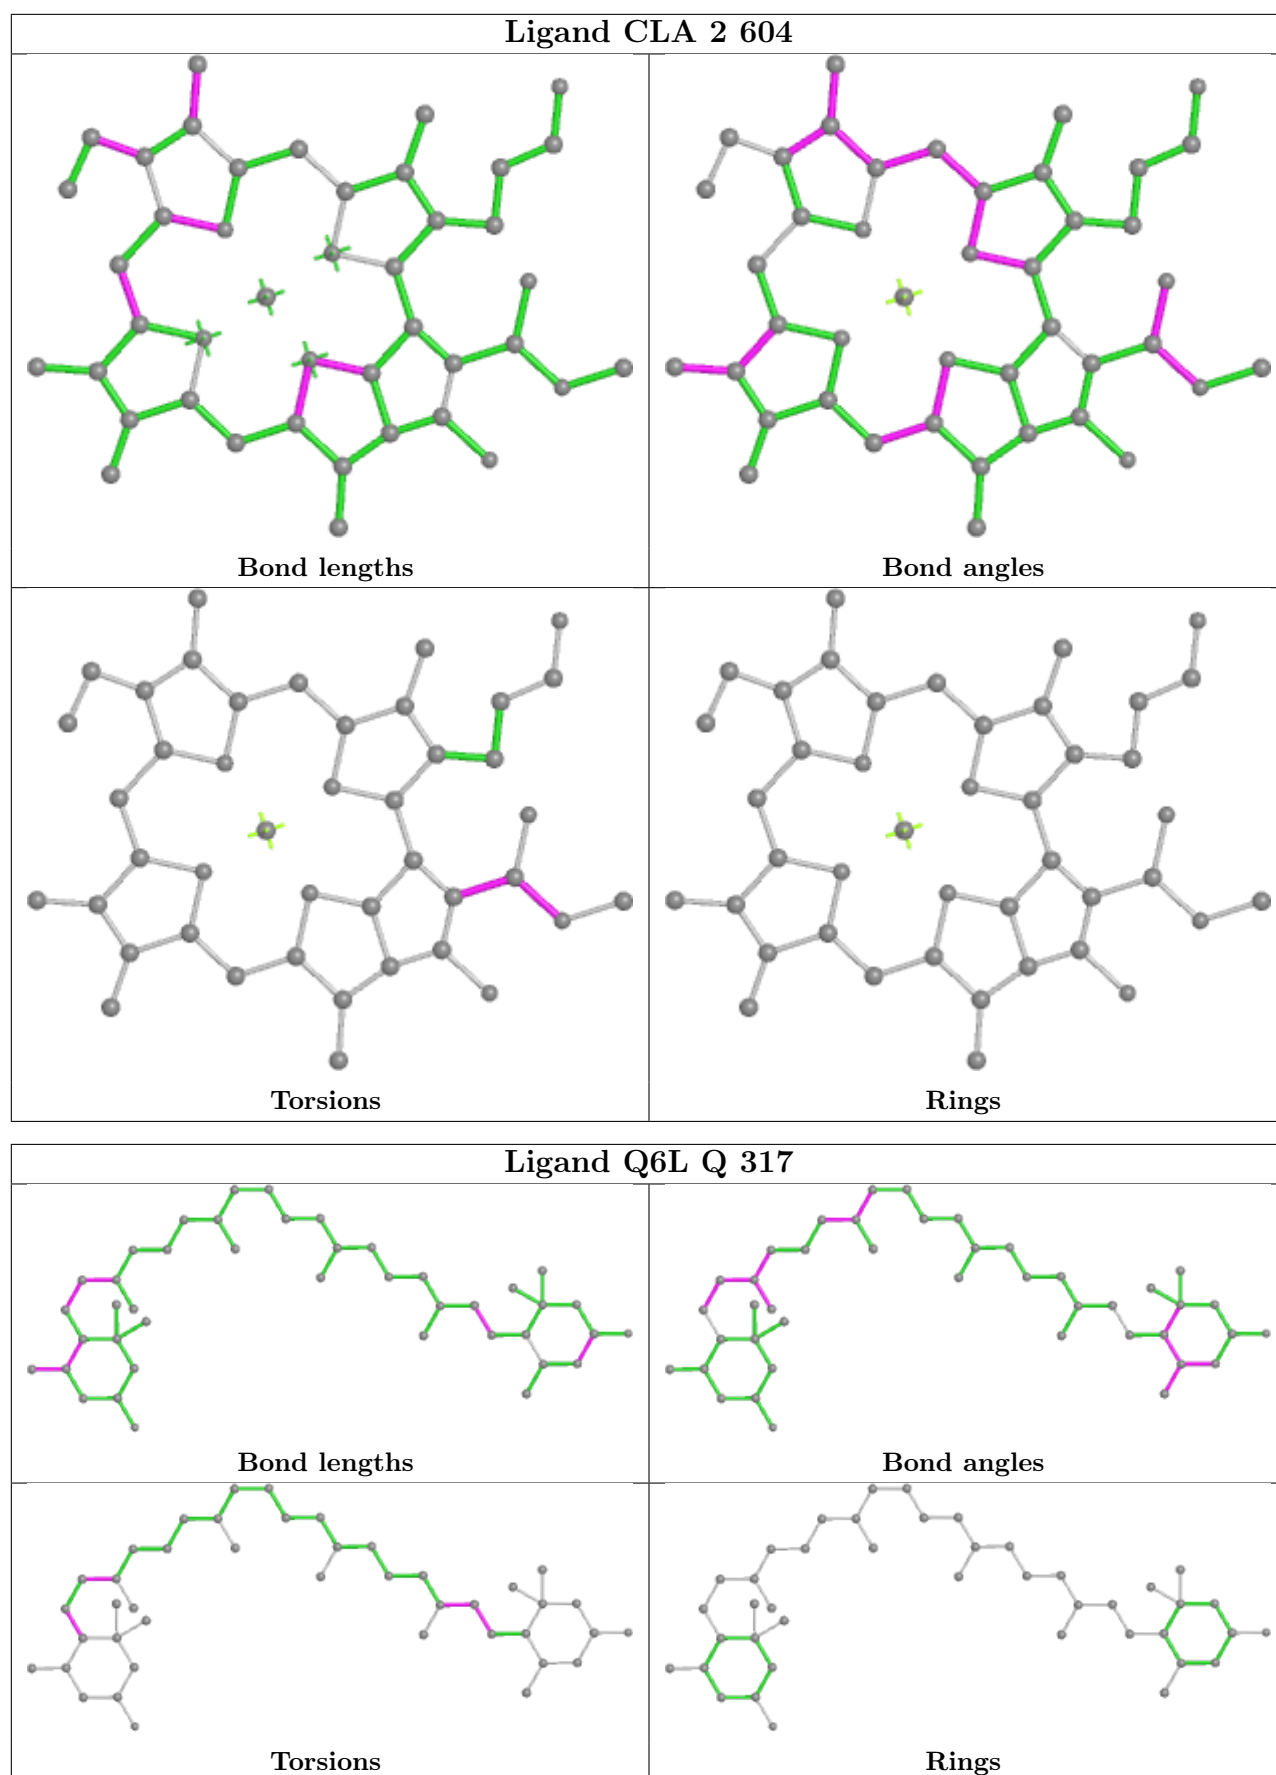 Ligand CLA 2 604
Bond lengths
Bond angles
Torsions
Rings
Ligand Q6L Q 317
Bond lengths
Bond angles
Torsions
Rings